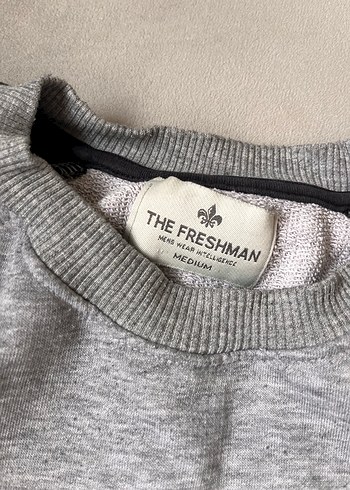 THE FRESHMAN
MENS WEAR INTELLIGENCE
MEDIUM